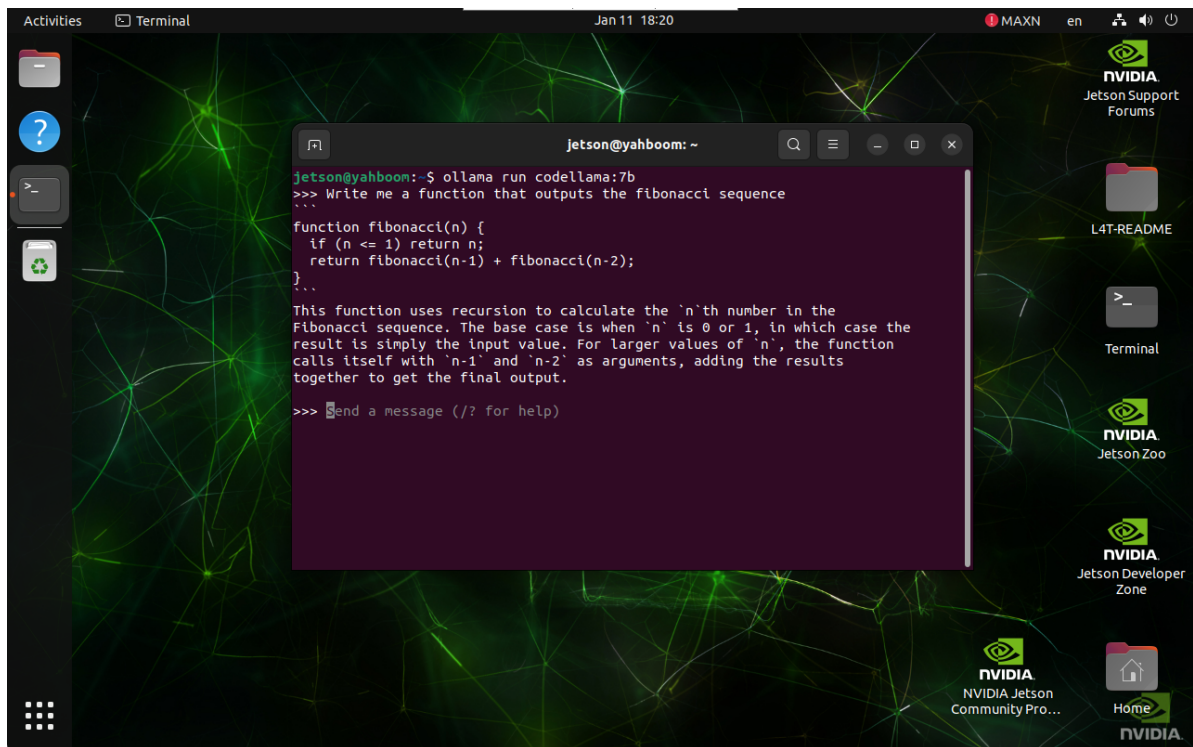 Activities
Terminal
Jan 11 18:20
MAXN
en
jetson@yahboom: ~
jetson@yahboom:~$ ollama run codellama:7b
>>> Write me a function that outputs the fibonacci sequence
```
function fibonacci(n) {
  if (n <= 1) return n;
  return fibonacci(n-1) + fibonacci(n-2);
}
```
This function uses recursion to calculate the `n`th number in the
Fibonacci sequence. The base case is when `n` is 0 or 1, in which case the
result is simply the input value. For larger values of `n`, the function
calls itself with `n-1` and `n-2` as arguments, adding the results
together to get the final output.
>>> Send a message (/? for help)
NVIDIA.
Jetson Support
Forums
L4T-README
>_
Terminal
NVIDIA.
Jetson Zoo
NVIDIA.
Jetson Developer
Zone
NVIDIA.
NVIDIA Jetson
Community Pro...
Home
NVIDIA.